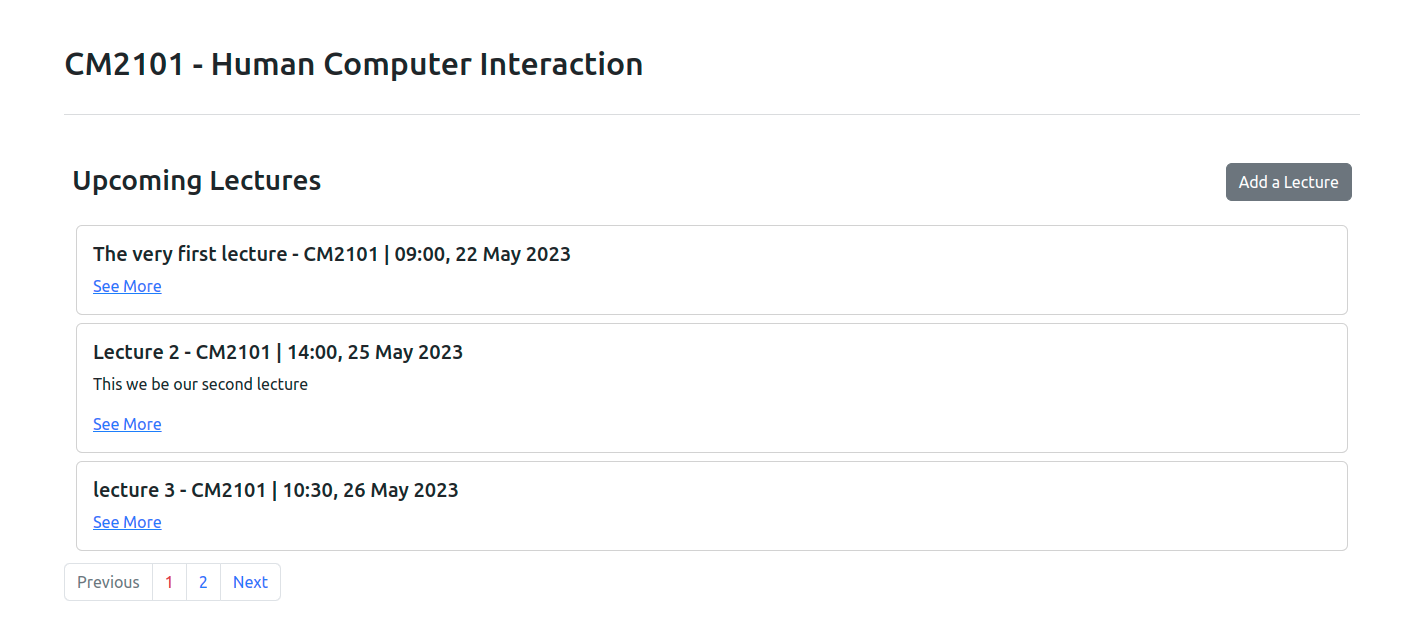 CM2101 - Human Computer Interaction
Upcoming Lectures
Add a Lecture
The very first lecture - CM2101 | 09:00, 22 May 2023
See More
Lecture 2 - CM2101 | 14:00, 25 May 2023
This we be our second lecture
See More
lecture 3 - CM2101 | 10:30, 26 May 2023
See More
Previous 1 2 Next